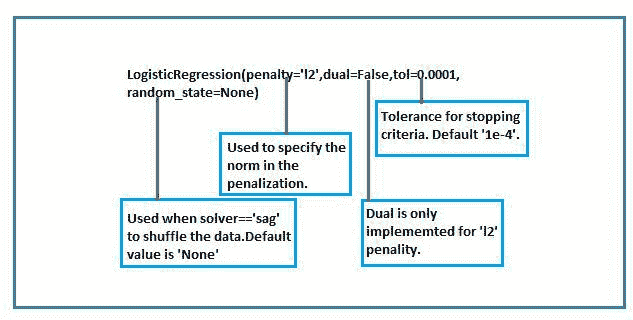 LogisticRegression(penalty='l2',dual=False,tol=0.0001,
random_state=None)
Tolerance for stopping
criteria. Default '1e-4'.
Used to specify the
norm in the
penalization.
Used when solver=='sag'
to shuffle the data.Default
value is 'None'
Dual is only
implememted for 'l2'
penality.